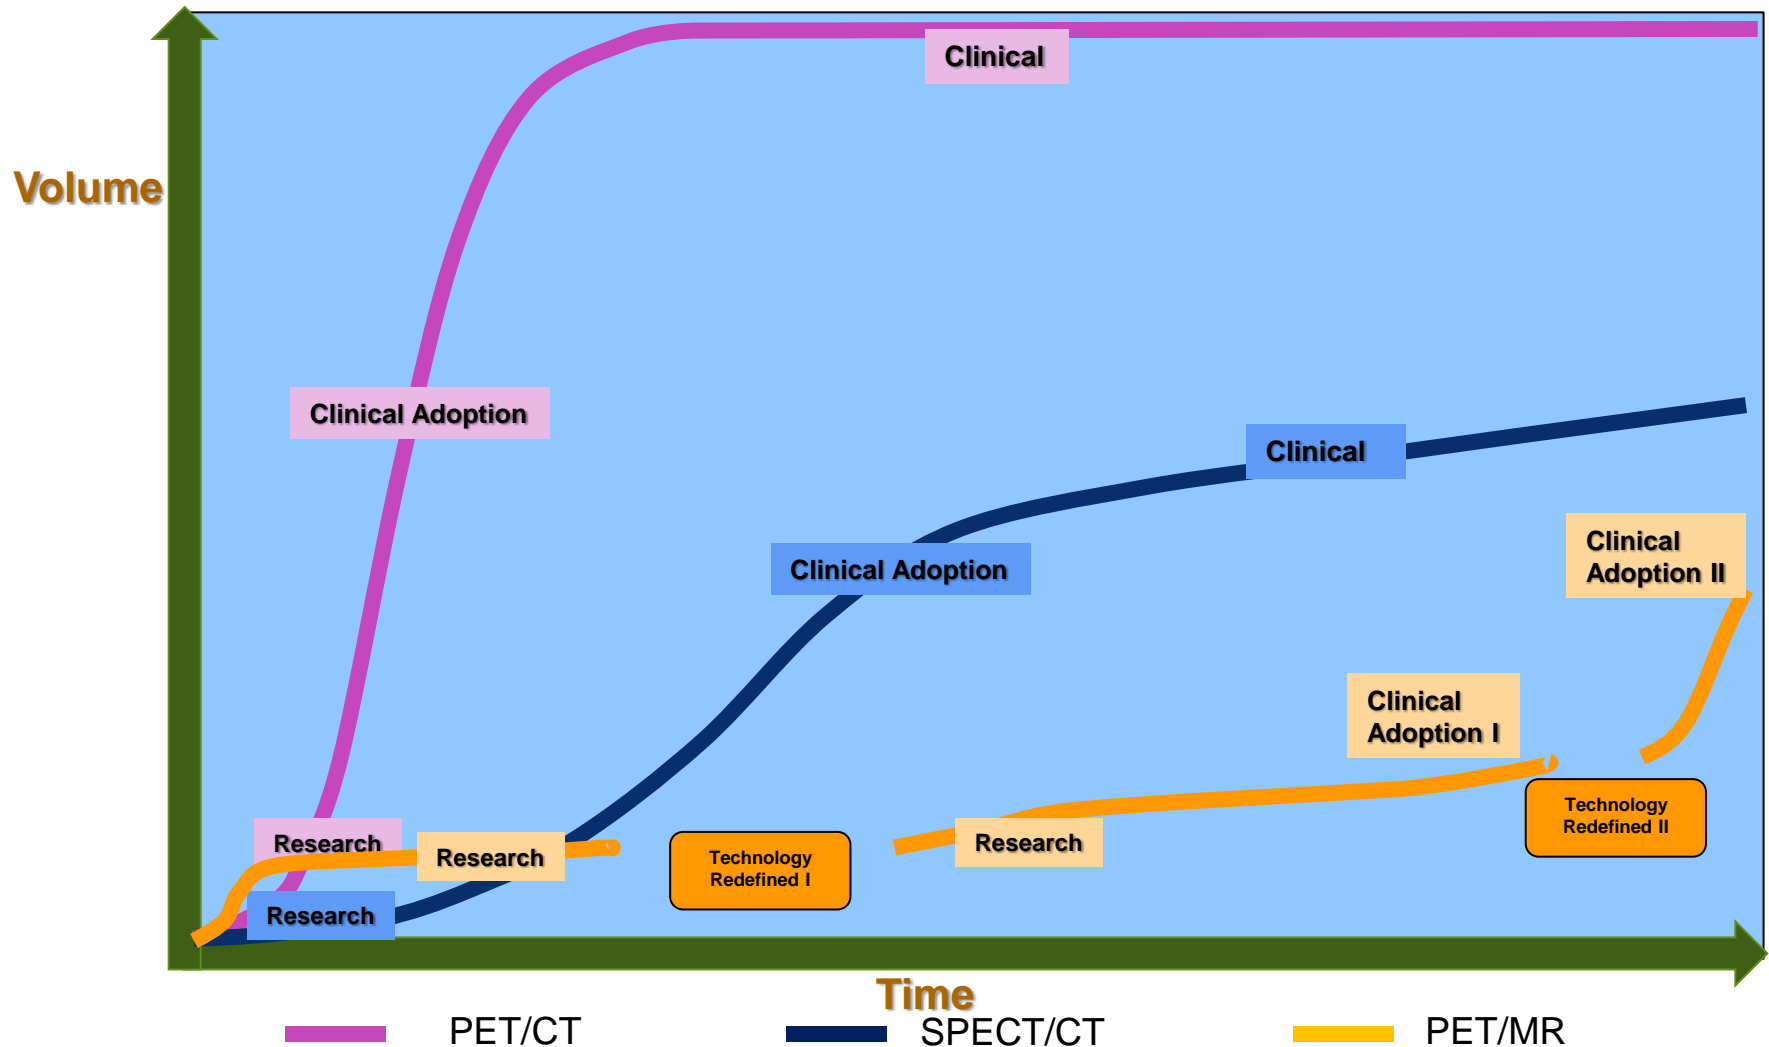 Clinical
Volume
Clinical Adoption
Clinical
Clinical
Adoption II
Clinical Adoption
Clinical
Adoption I
Technology
Redefined II
Research
Research
Research
Technology
Redefined I
Research
Time
PET/CT
SPECT/CT
PET/MR